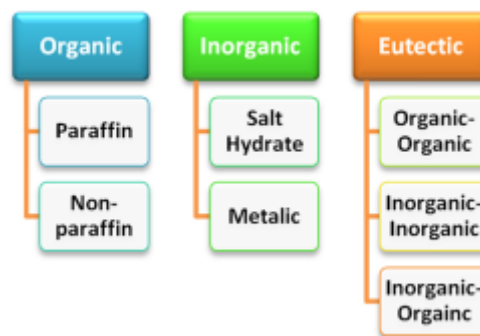 Organic
Paraffin
Non-
paraffin
Inorganic
Salt
Hydrate
Metalic
Eutectic
Organic-
Organic
Inorganic-
Inorganic
Inorganic-
Orgainc